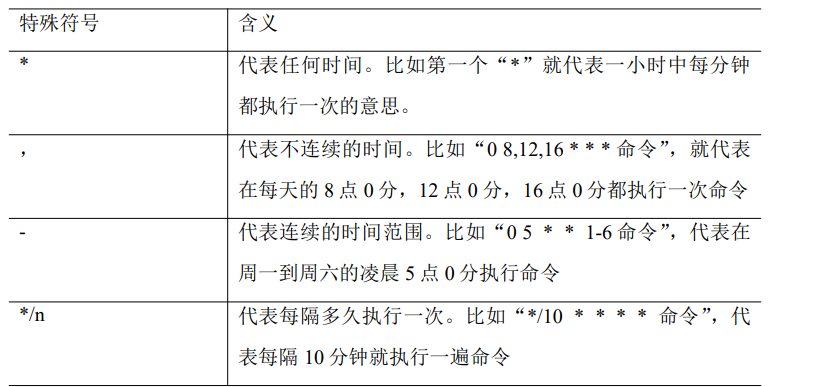 特殊符号 含义
* 代表任何时间。比如第一个“*”就代表一小时中每分钟
都执行一次的意思。
， 代表不连续的时间。比如“0 8,12,16 * * * 命令”，就代表
在每天的 8 点 0 分，12 点 0 分，16 点 0 分都执行一次命令
- 代表连续的时间范围。比如“0 5 * * 1-6 命令”，代表在
周一到周六的凌晨 5 点 0 分执行命令
*/n 代表每隔多久执行一次。比如“*/10 * * * * 命令”，代
表每隔 10 分钟就执行一遍命令